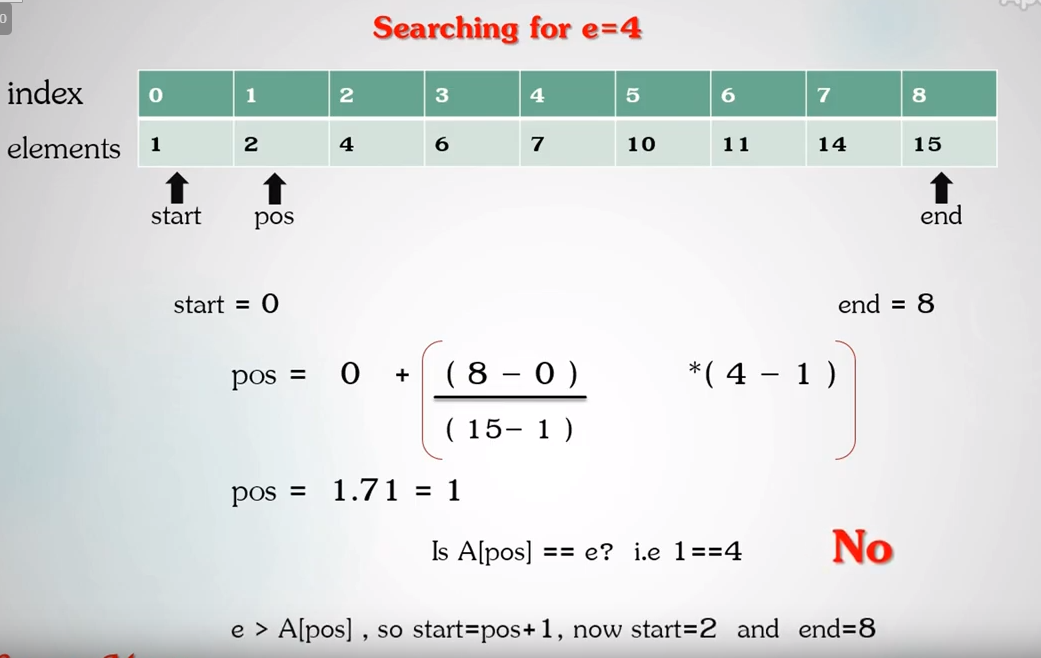 Searching for e=4
index 0 1 2 3 4 5 6 7 8
elements 1 2 4 6 7 10 11 14 15
start pos end
start = 0 end = 8
pos = 0 + ( 8 – 0 ) *( 4 – 1 )
( 15– 1 )
pos = 1.71 = 1
Is A[pos] == e? i.e 1==4 No
e > A[pos] , so start=pos+1, now start=2 and end=8